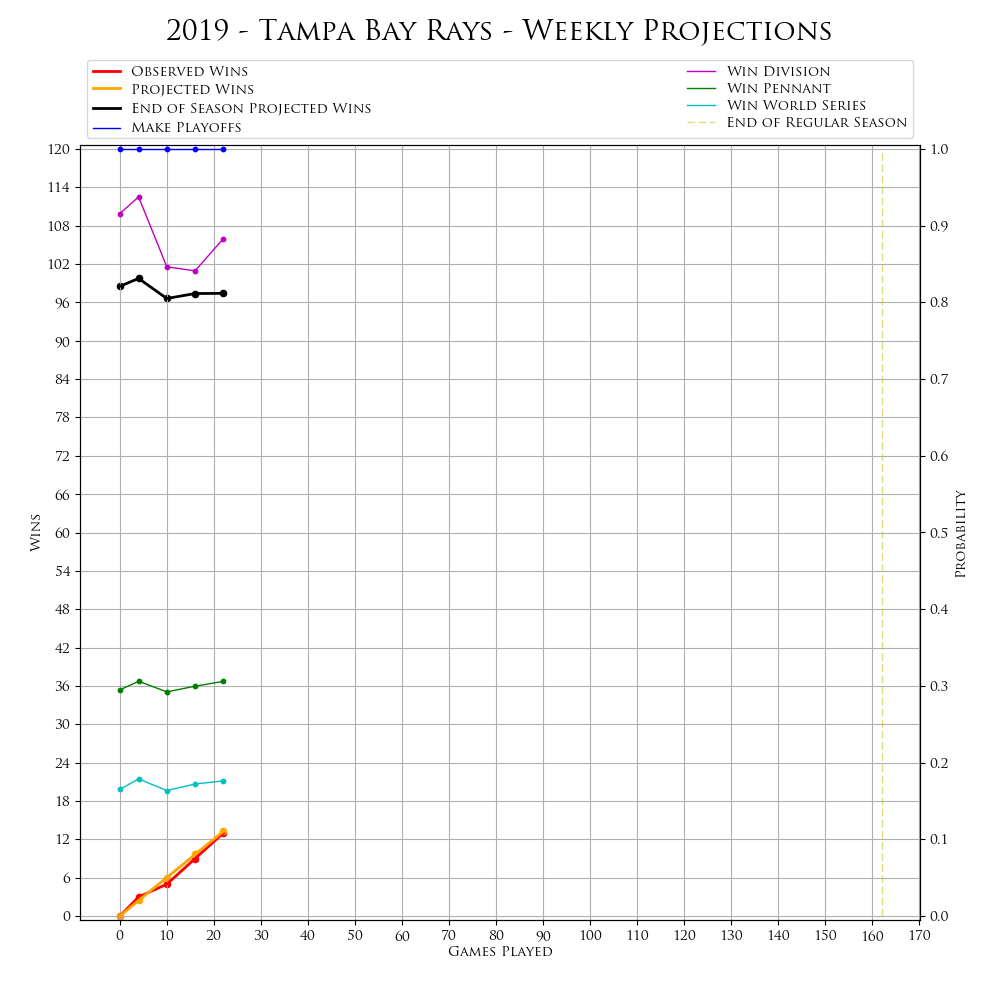 2019 - Tampa Bay Rays - Weekly Projections
Observed Wins
Projected Wins
End of Season Projected Wins
Make Playoffs
Win Division
Win Pennant
Win World Series
End of Regular Season
120
114
108
102
96
90
84
78
72
66
60
54
48
42
36
30
24
18
12
6
0
Wins
1.0
0.9
0.8
0.7
0.6
0.5
0.4
0.3
0.2
0.1
0.0
Probability
0 10 20 30 40 50 60 70 80 90 100 110 120 130 140 150 160 170
Games Played